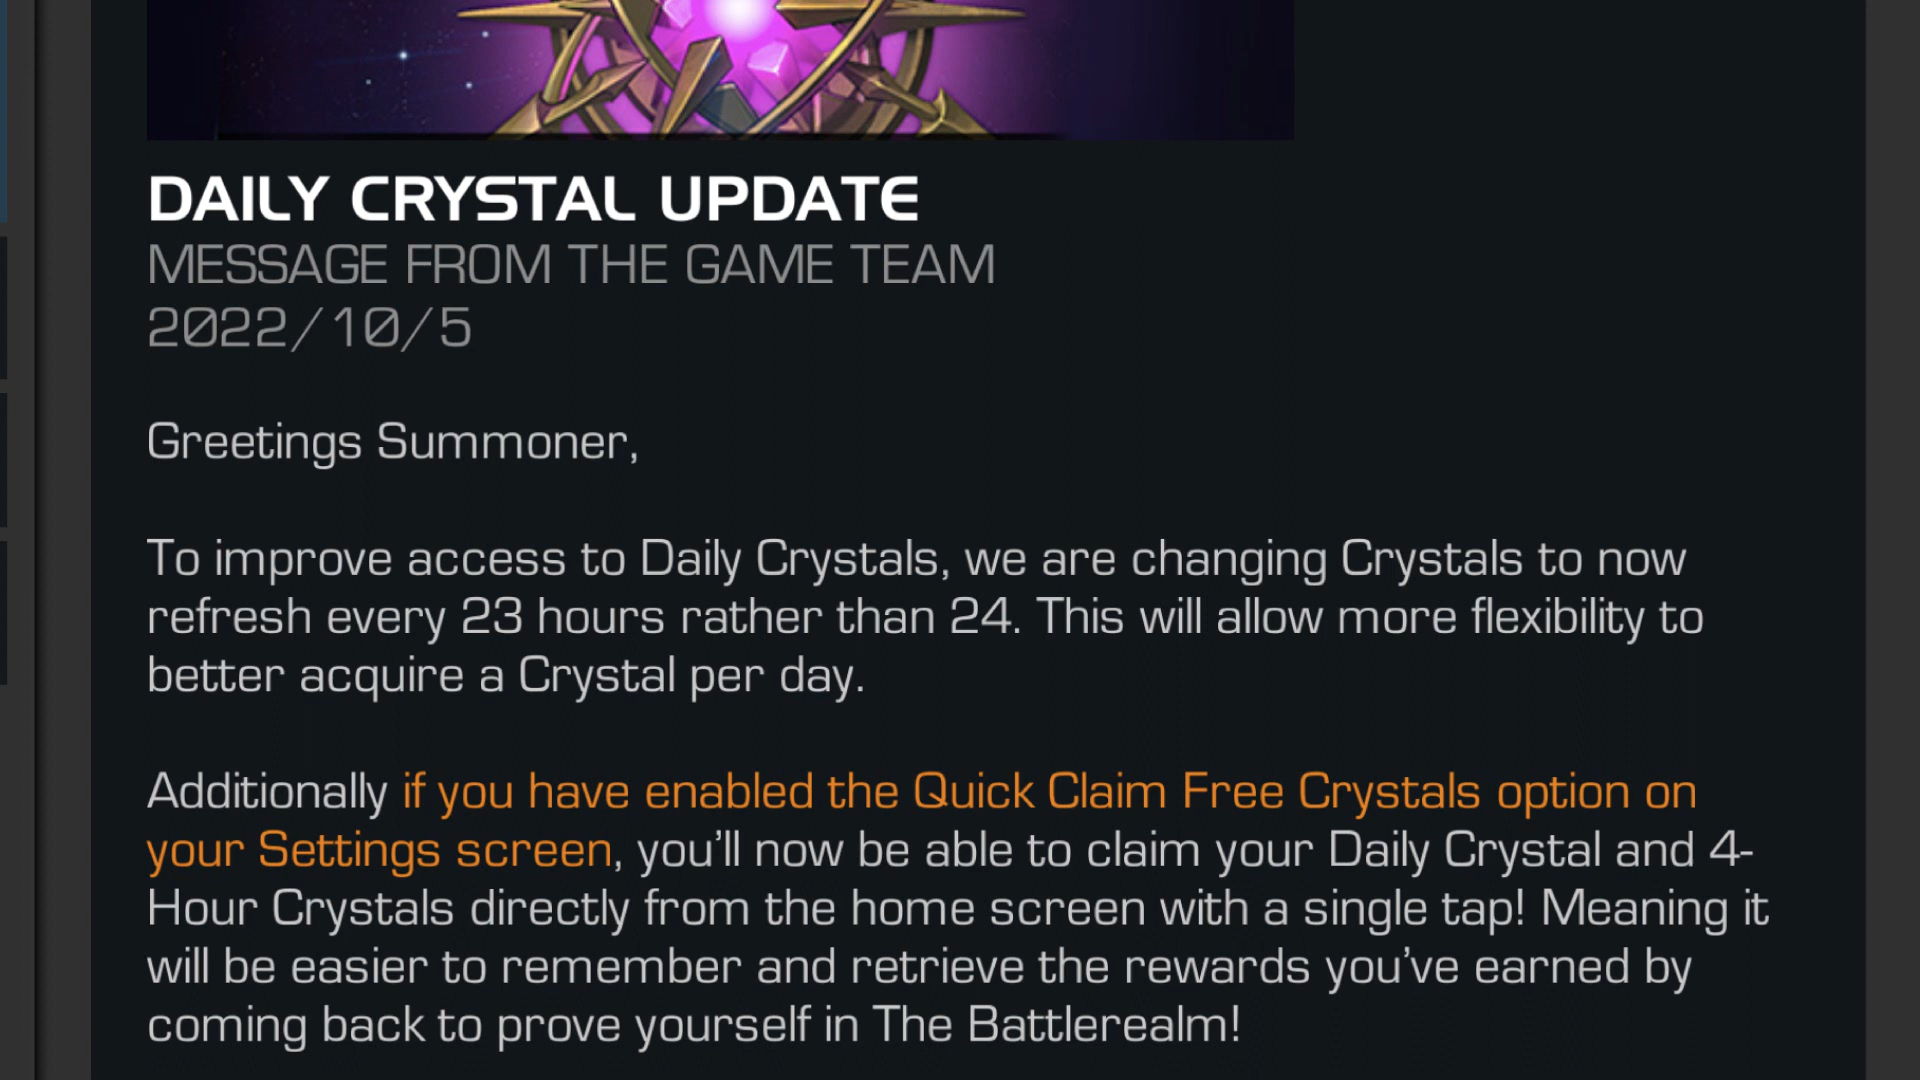 DAILY CRYSTAL UPDATE
MESSAGE FROM THE GAME TEAM
2022/10/5
Greetings Summoner,
To improve access to Daily Crystals, we are changing Crystals to now
refresh every 23 hours rather than 24. This will allow more flexibility to
better acquire a Crystal per day.
Additionally if you have enabled the Quick Claim Free Crystals option on
your Settings screen, you’ll now be able to claim your Daily Crystal and 4-
Hour Crystals directly from the home screen with a single tap! Meaning it
will be easier to remember and retrieve the rewards you’ve earned by
coming back to prove yourself in The Battlerealm!